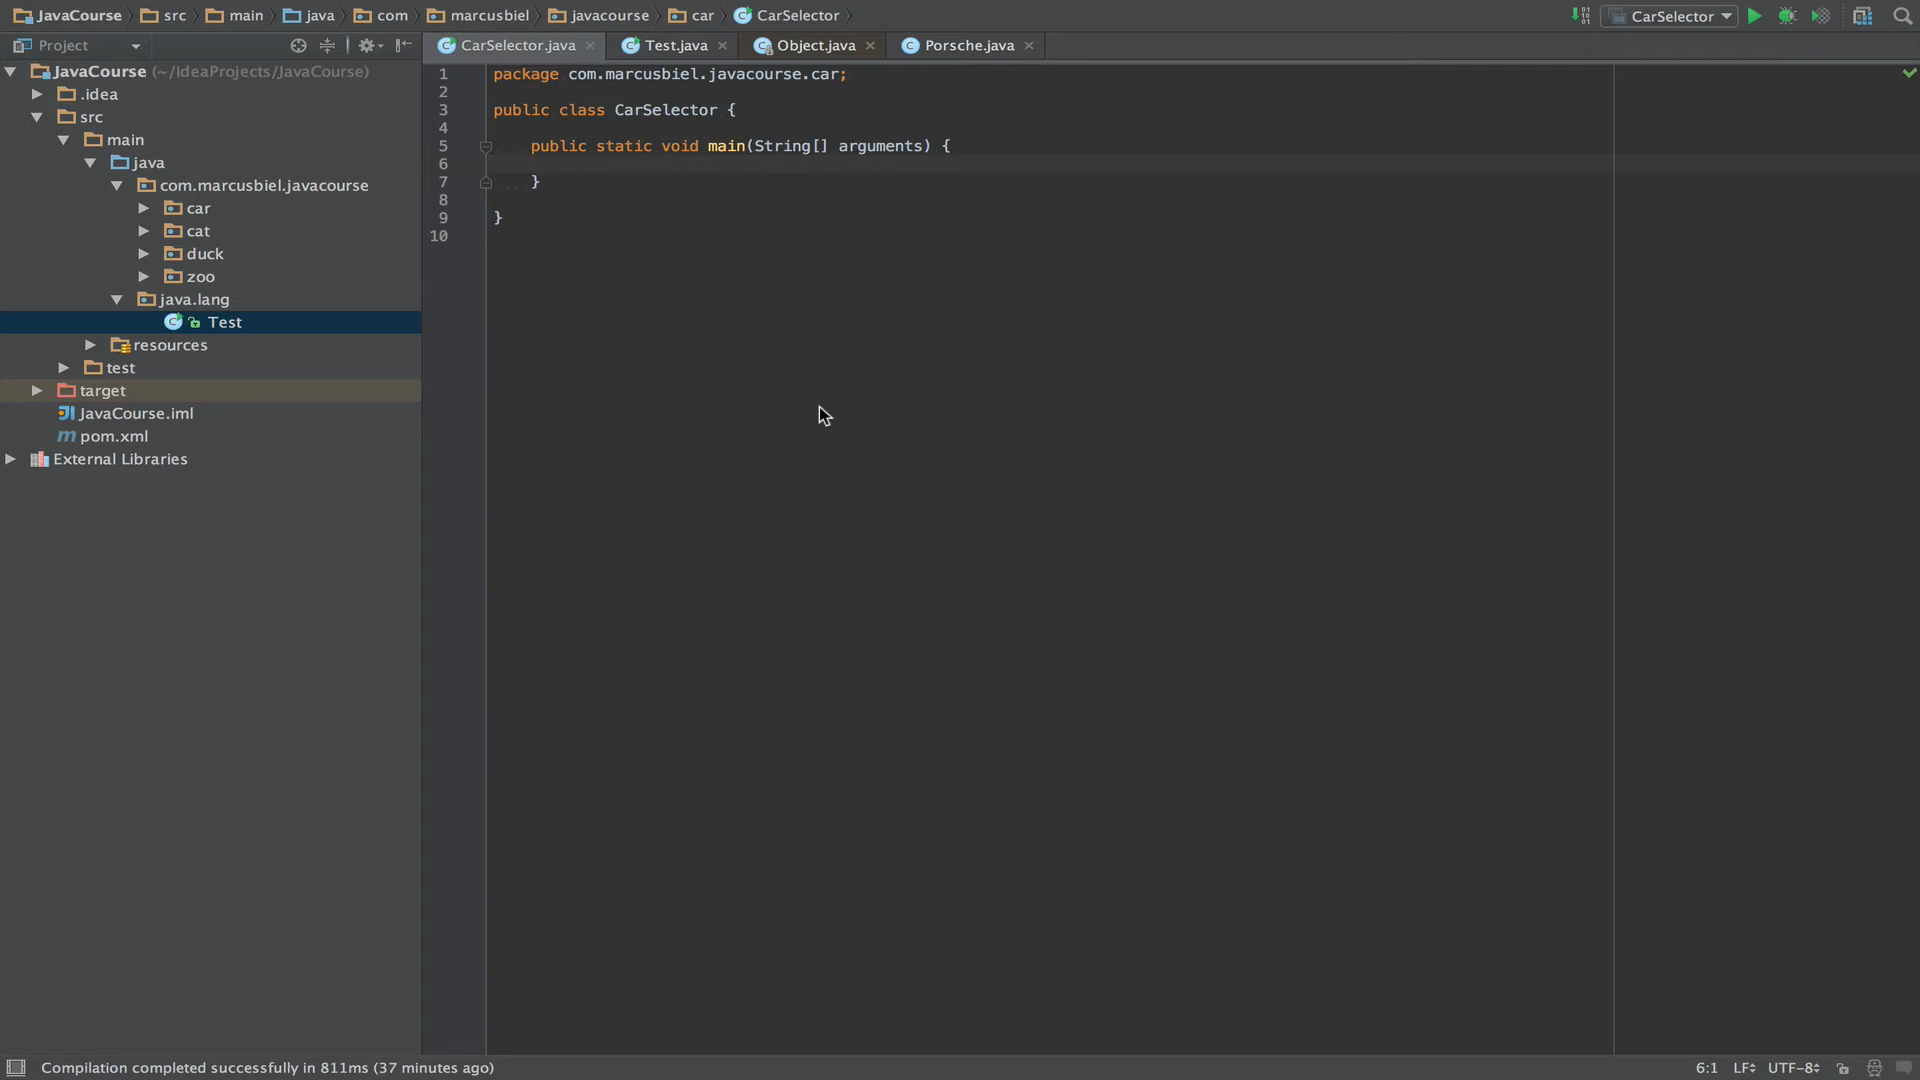 JavaCourse src main java com marcusbiel javacourse car CarSelector CarSelector
Project CarSelector.java Test.java Object.java Porsche.java
JavaCourse (~/IdeaProjects/JavaCourse)
.idea
src
main
java
com.marcusbiel.javacourse
car
cat
duck
zoo
java.lang
Test
resources
test
target
JavaCourse.iml
pom.xml
External Libraries
1 package com.marcusbiel.javacourse.car;
2
3 public class CarSelector {
4
5 public static void main(String[] arguments) {
6
7 }
8
9 }
10
Compilation completed successfully in 811ms (37 minutes ago) 6:1 LF UTF-8